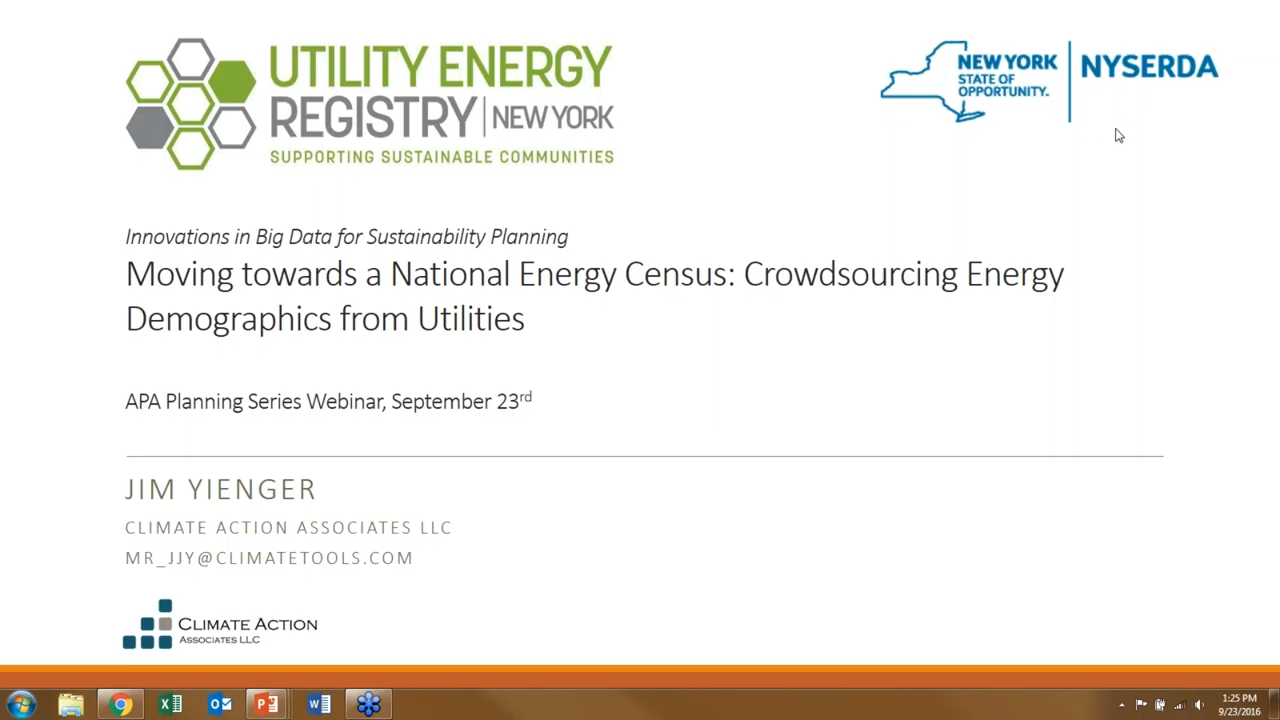 UTILITY ENERGY
REGISTRY | NEW YORK
SUPPORTING SUSTAINABLE COMMUNITIES
NEW YORK
STATE OF
OPPORTUNITY.
NYSERDA
Innovations in Big Data for Sustainability Planning
Moving towards a National Energy Census: Crowdsourcing Energy
Demographics from Utilities
APA Planning Series Webinar, September 23rd
JIM YIENGER
CLIMATE ACTION ASSOCIATES LLC
MR_JJY@CLIMATETOOLS.COM
CLIMATE ACTION
ASSOCIATES LLC
1:25 PM
9/23/2016